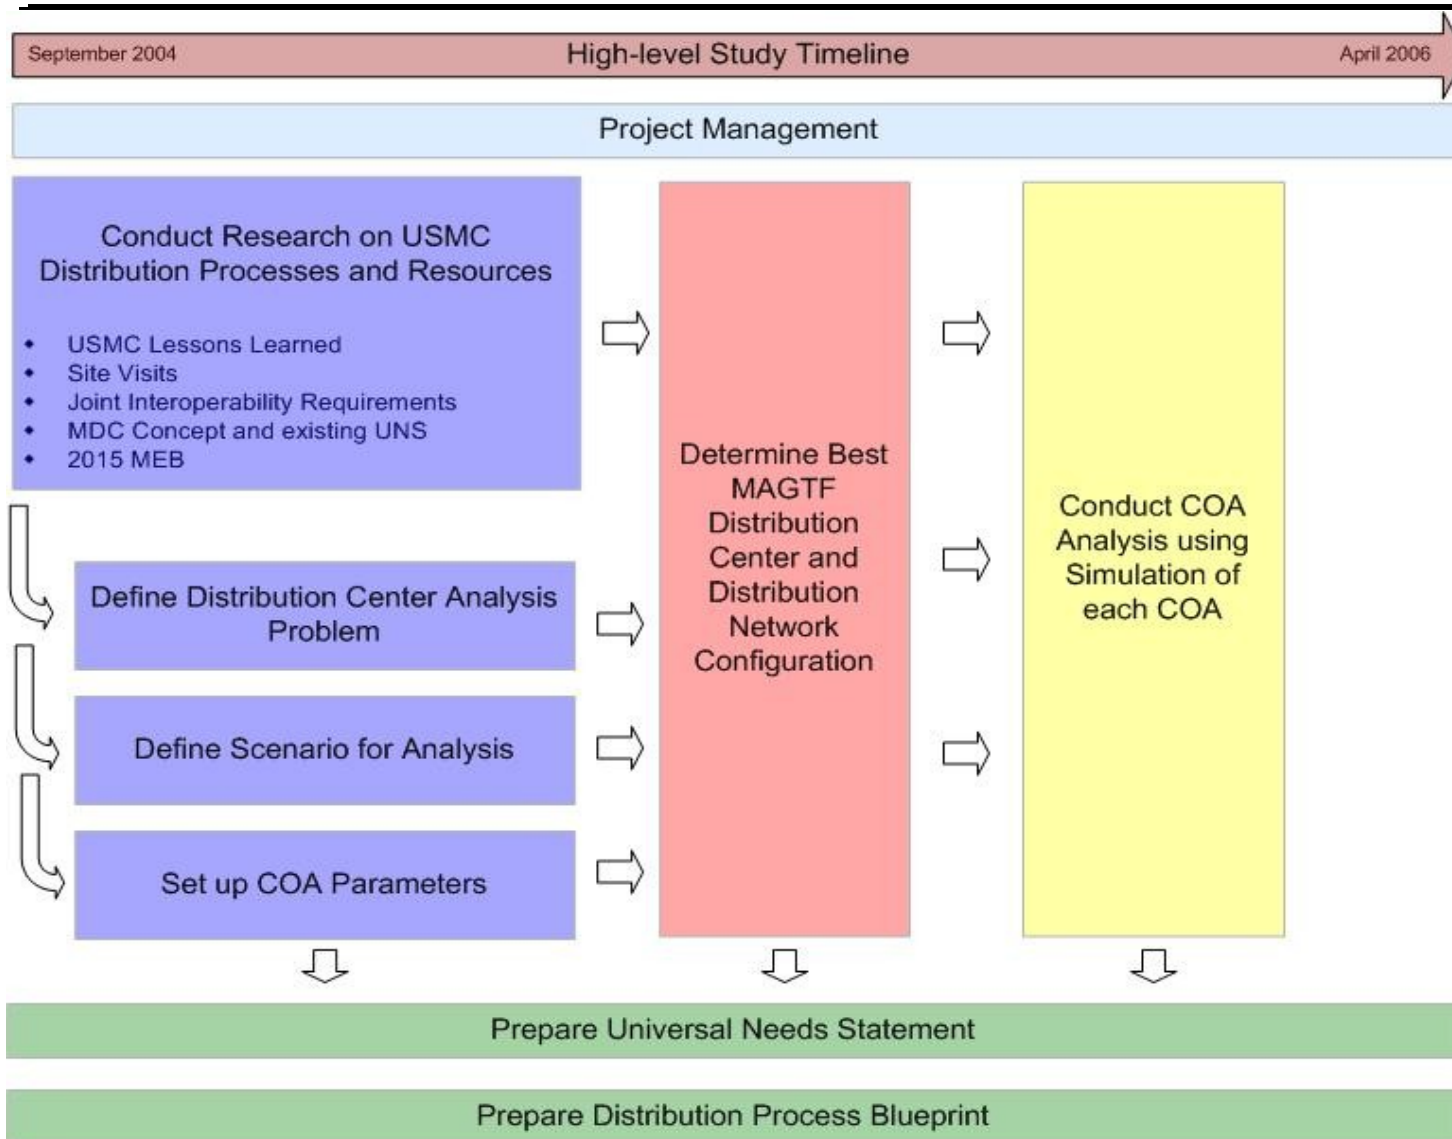 September 2004
High-level Study Timeline
April 2006
Project Management
Conduct Research on USMC
Distribution Processes and Resources
• USMC Lessons Learned
• Site Visits
• Joint Interoperability Requirements
• MDC Concept and existing UNS
• 2015 MEB
Define Distribution Center Analysis
Problem
Define Scenario for Analysis
Set up COA Parameters
Determine Best
MAGTF
Distribution
Center and
Distribution
Network
Configuration
Conduct COA
Analysis using
Simulation of
each COA
Prepare Universal Needs Statement
Prepare Distribution Process Blueprint